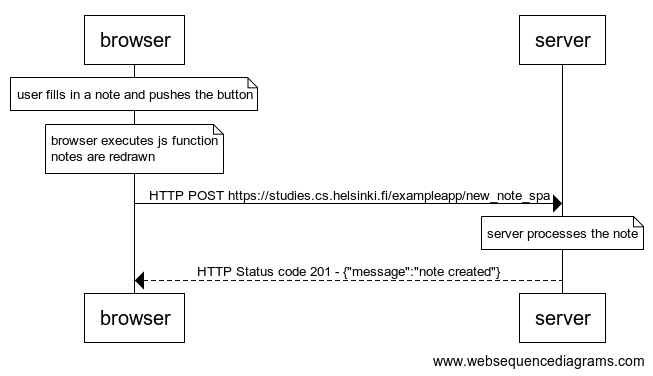 browser
server
user fills in a note and pushes the button
browser executes js function
notes are redrawn
HTTP POST https://studies.cs.helsinki.fi/exampleapp/new_note_spa
server processes the note
HTTP Status code 201 - {"message":"note created"}
browser
server
www.websequencediagrams.com